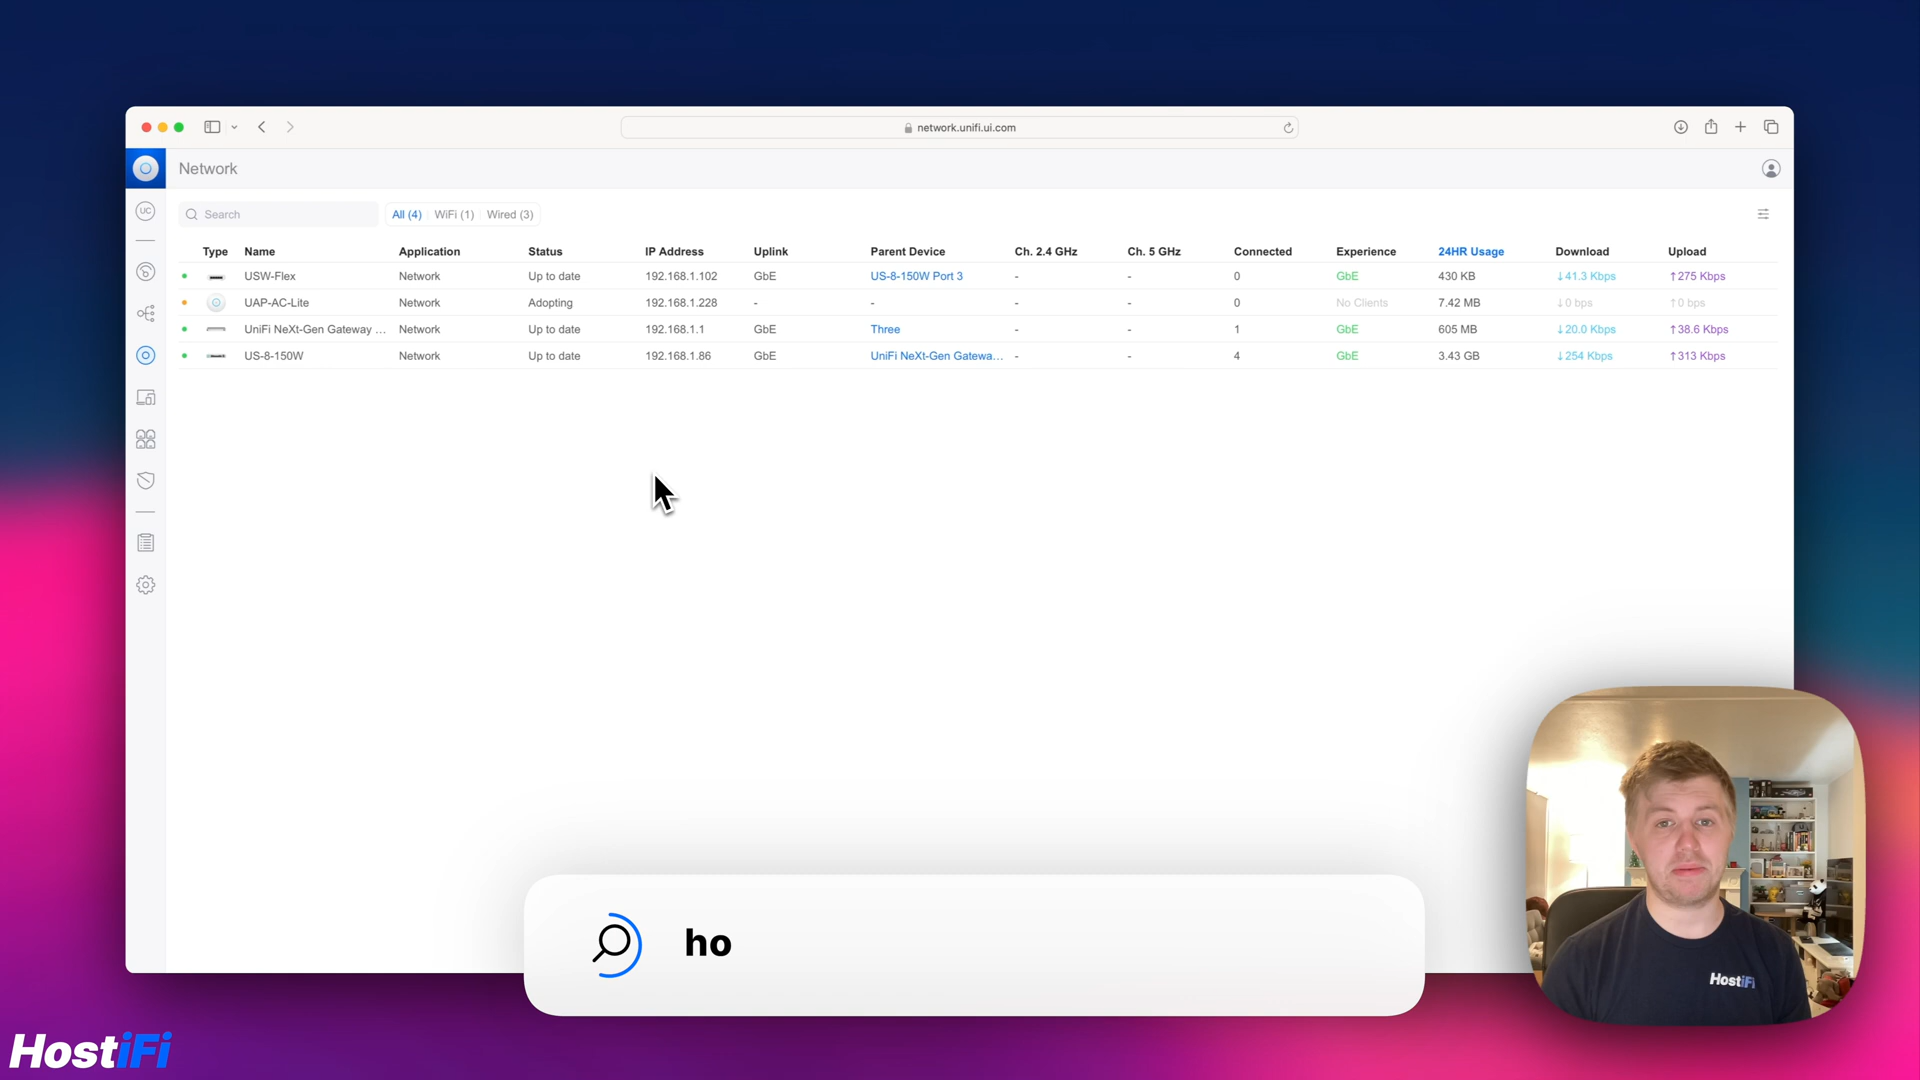 network.unifi.ui.com
Network
UC
Search All (4) WiFi (1) Wired (3)
Type Name Application Status IP Address Uplink Parent Device Ch. 2.4 GHz Ch. 5 GHz Connected Experience 24HR Usage Download Upload
USW-Flex Network Up to date 192.168.1.102 GbE US-8-150W Port 3 - - 0 GbE 430 KB ↓41.3 Kbps ↑275 Kbps
UAP-AC-Lite Network Adopting 192.168.1.228 - - - - 0 No Clients 7.42 MB ↓0 bps ↑0 bps
UniFi NeXt-Gen Gateway ... Network Up to date 192.168.1.1 GbE Three - - 1 GbE 605 MB ↓20.0 Kbps ↑38.6 Kbps
US-8-150W Network Up to date 192.168.1.86 GbE UniFi NeXt-Gen Gatewa... - - 4 GbE 3.43 GB ↓254 Kbps ↑313 Kbps
ho
HostiFi
HostiFi